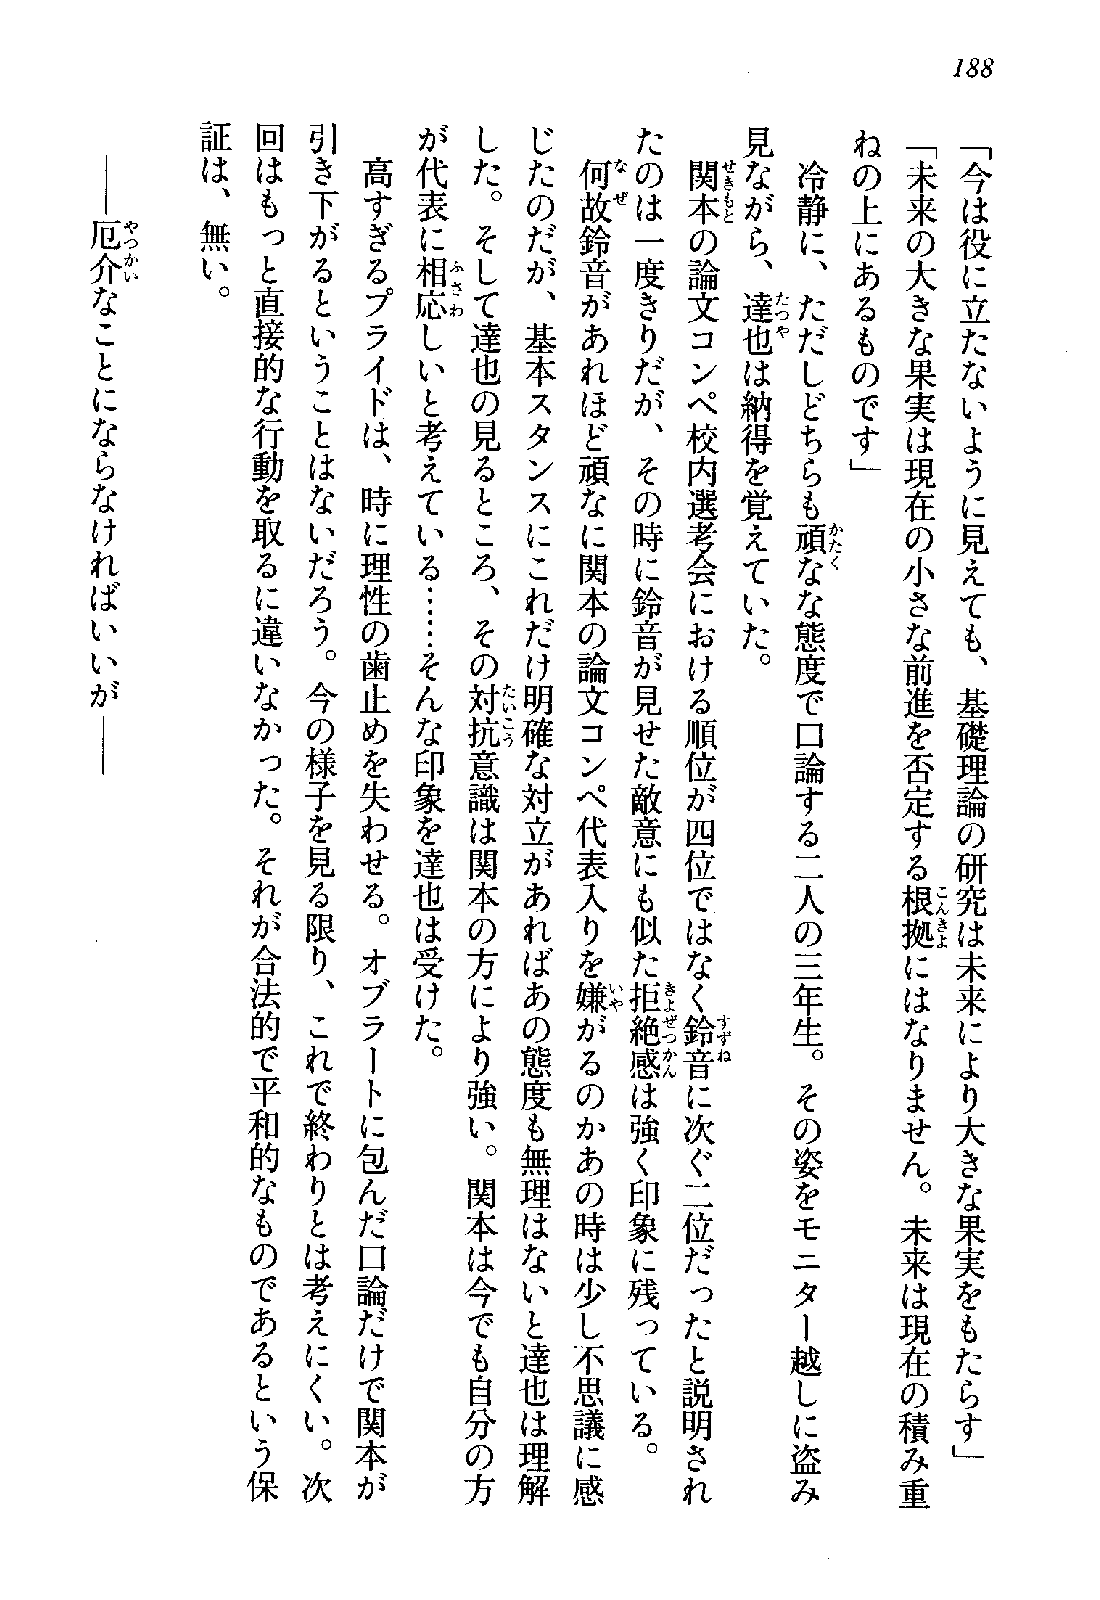 188
「今は役に立たないように見えても、基礎理論の研究は未来により大きな果実をもたらす」
「未来の大きな果実は現在の小さな前進を否定する根拠にはなりません。未来は現在の積み重
ねの上にあるものです」
　冷静に、ただしどちらも頑なな態度で口論する二人の三年生。その姿をモニター越しに盗み
見ながら、達也は納得を覚えていた。
　関本の論文コンペ校内選考会における順位が四位ではなく鈴音に次ぐ二位だったと説明され
たのは一度きりだが、その時に鈴音が見せた敵意にも似た拒絶感は強く印象に残っている。
　何故鈴音があれほど頑なに関本の論文コンペ代表入りを嫌がるのかあの時は少し不思議に感
じたのだが、基本スタンスにこれだけ明確な対立があればあの態度も無理はないと達也は理解
した。そして達也の見るところ、その対抗意識は関本の方により強い。関本は今でも自分の方
が代表に相応しいと考えている……そんな印象を達也は受けた。
　高すぎるプライドは、時に理性の歯止めを失わせる。オブラートに包んだ口論だけで関本が
引き下がるということはないだろう。今の様子を見る限り、これで終わりとは考えにくい。次
回はもっと直接的な行動を取るに違いなかった。それが合法的で平和的なものであるという保
証は、無い。
　――厄介なことにならなければいいが――